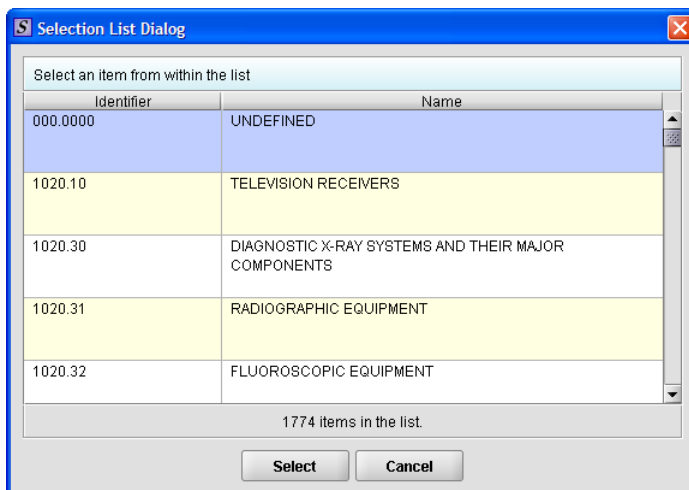 S Selection List Dialog
Select an item from within the list
Identifier Name
000.0000 UNDEFINED
1020.10 TELEVISION RECEIVERS
1020.30 DIAGNOSTIC X-RAY SYSTEMS AND THEIR MAJOR
COMPONENTS
1020.31 RADIOGRAPHIC EQUIPMENT
1020.32 FLUOROSCOPIC EQUIPMENT
1774 items in the list.
Select Cancel